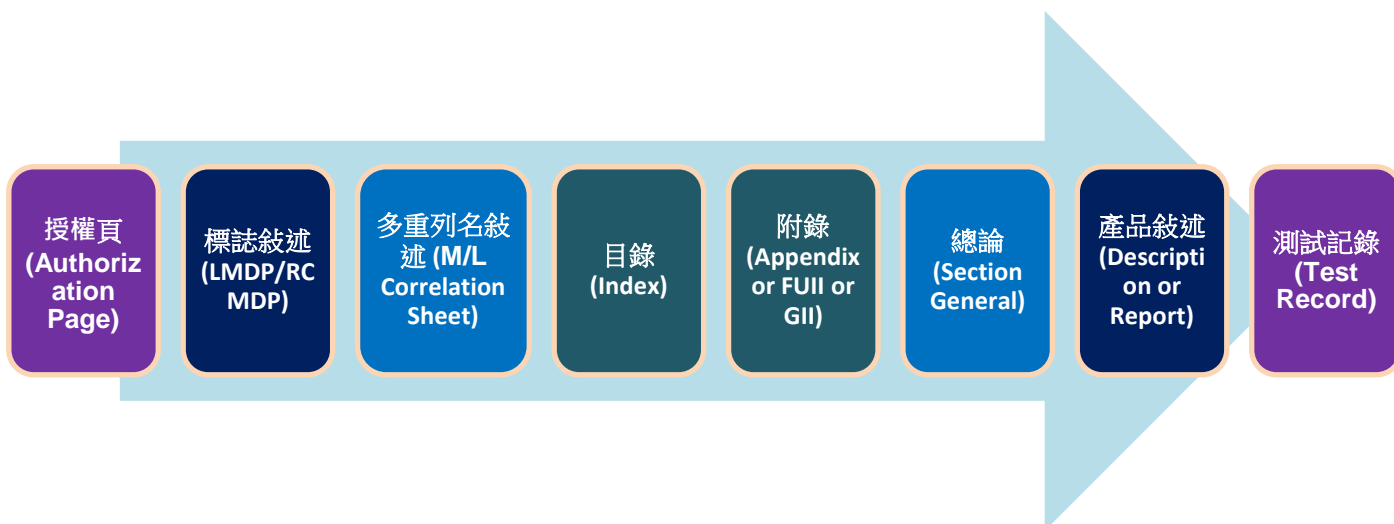 授權頁
(Authoriz
ation
Page)
標誌敍述
(LMDP/RC
MDP)
多重列名敍
述 (M/L
Correlation
Sheet)
目錄
(Index)
附錄
(Appendix
or FUII or
GII)
總論
(Section
General)
產品敍述
(Descripti
on or
Report)
測試記錄
(Test
Record)